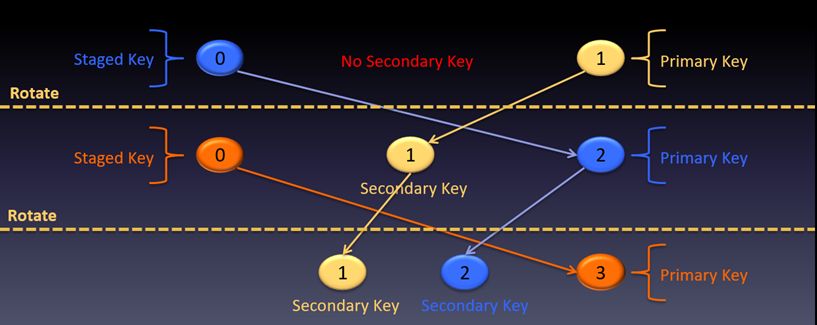 Staged Key 0 No Secondary Key 1 Primary Key
Rotate
Staged Key 0 1 2 Primary Key
Secondary Key
Rotate
1 2 3 Primary Key
Secondary Key Secondary Key